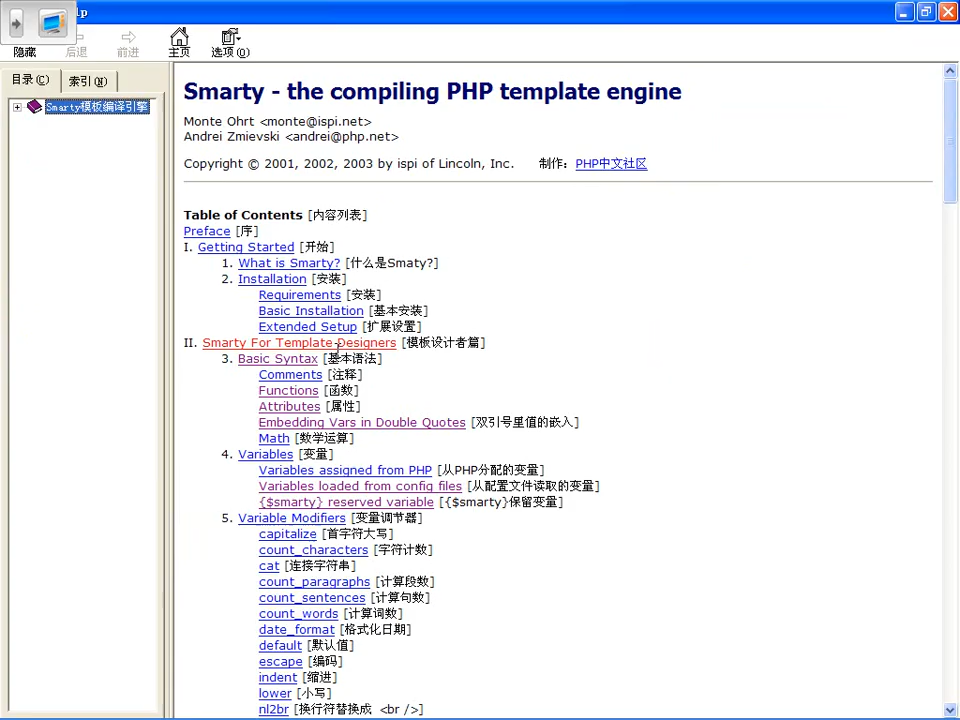 lp
隐藏 后退 前进 主页 选项(O)
目录(C) 索引(N)
Smarty模板编译引擎
Smarty - the compiling PHP template engine
Monte Ohrt <monte@ispi.net>
Andrei Zmievski <andrei@php.net>
Copyright © 2001, 2002, 2003 by ispi of Lincoln, Inc. 制作：PHP中文社区
Table of Contents [内容列表]
Preface [序]
I. Getting Started [开始]
1. What is Smarty? [什么是Smaty?]
2. Installation [安装]
Requirements [安装]
Basic Installation [基本安装]
Extended Setup [扩展设置]
II. Smarty For Template Designers [模板设计者篇]
3. Basic Syntax [基本语法]
Comments [注释]
Functions [函数]
Attributes [属性]
Embedding Vars in Double Quotes [双引号里值的嵌入]
Math [数学运算]
4. Variables [变量]
Variables assigned from PHP [从PHP分配的变量]
Variables loaded from config files [从配置文件读取的变量]
{$smarty} reserved variable [{$smarty}保留变量]
5. Variable Modifiers [变量调节器]
capitalize [首字符大写]
count_characters [字符计数]
cat [连接字符串]
count_paragraphs [计算段数]
count_sentences [计算句数]
count_words [计算词数]
date_format [格式化日期]
default [默认值]
escape [编码]
indent [缩进]
lower [小写]
nl2br [换行符替换成 <br />]